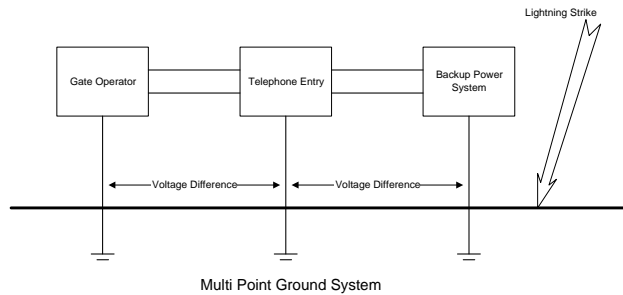 Lightning Strike
Gate Operator
Telephone Entry
Backup Power
System
Voltage Difference
Voltage Difference
Multi Point Ground System